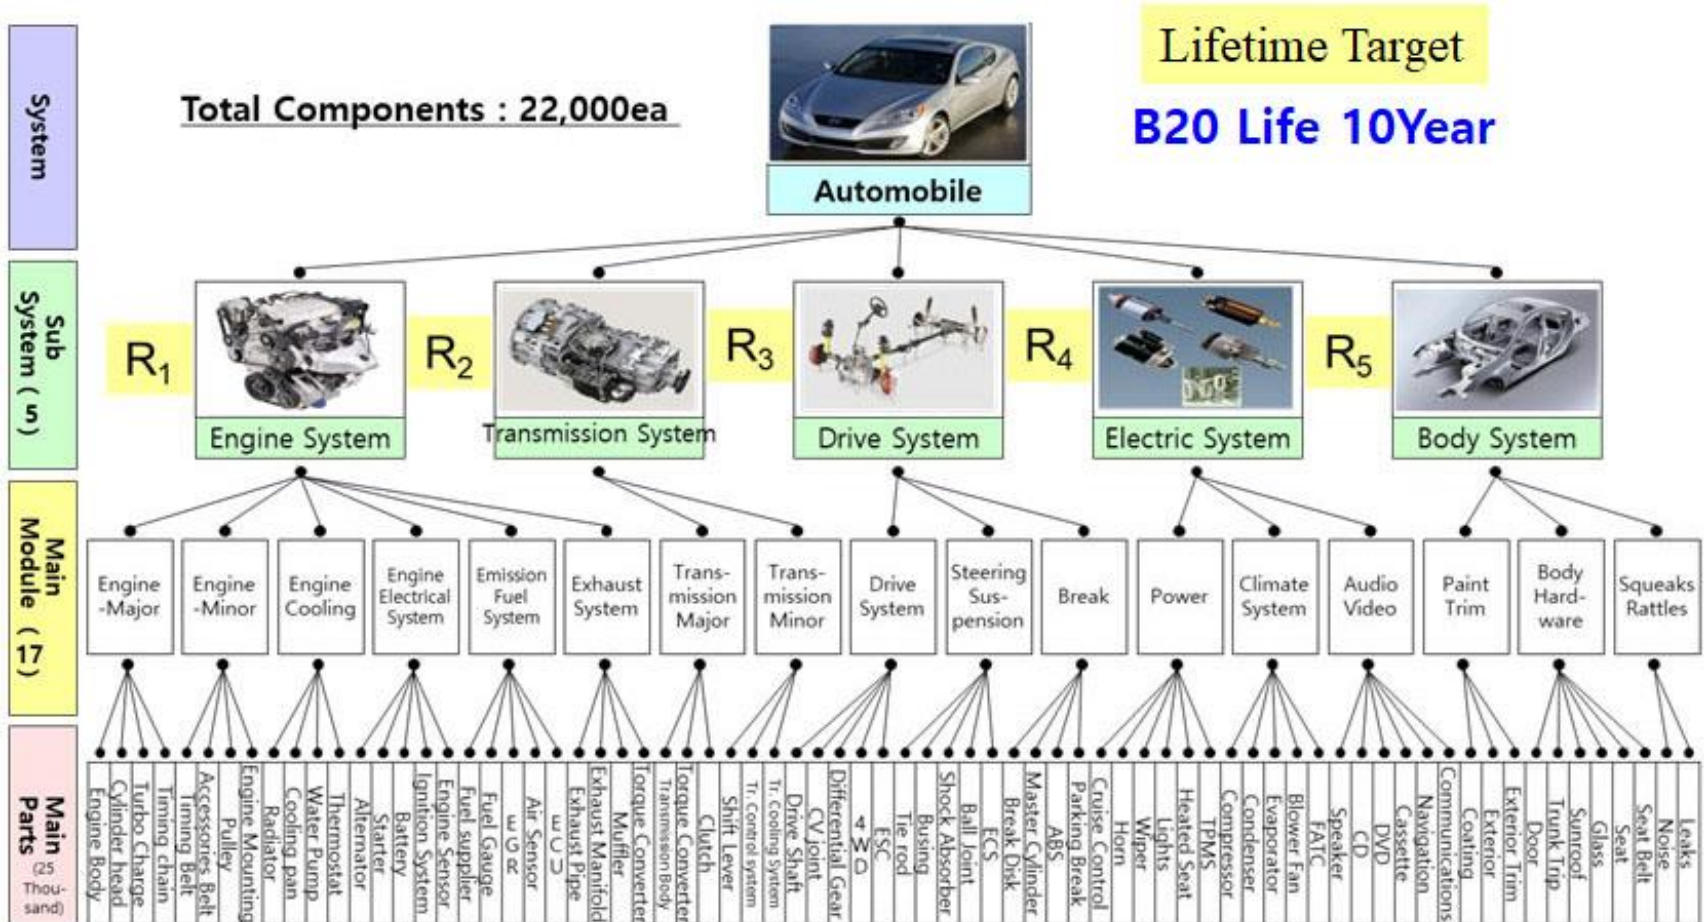 Lifetime Target
Total Components : 22,000ea
B20 Life 10Year
System
Automobile
Sub
System ( 5 )
R1
R2
R3
R4
R5
Engine System
Transmission System
Drive System
Electric System
Body System
Main
Module ( 17 )
Engine
-Major
Engine
-Minor
Engine
Cooling
Engine
Electrical
System
Emission
Fuel
System
Exhaust
System
Trans-
mission
Major
Trans-
mission
Minor
Drive
System
Steering
Sus-
pension
Break
Power
Climate
System
Audio
Video
Paint
Trim
Body
Hard-
ware
Squeaks
Rattles
Main
Parts
(25
Thou-
sand)
Engine Body
Cylinder head
Turbo Charge
Timing chain
Timing Belt
Accessories Belt
Pulley
Engine Mounting
Radiator
Cooling pan
Water Pump
Thermostat
Alternator
Starter
Battery
Ignition System
Engine Sensor
Fuel supplier
Fuel Gauge
EGR
Air Sensor
ECU
Exhaust Pipe
Exhaust Manifold
Muffler
Torque Converter
Transmission Body
Torque Converter
Clutch
Shift Lever
Tr. Control system
Tr. Cooling System
Drive Shaft
CV Joint
Differential Gear
4WD
ESC
Tie rod
Busing
Shock Absorber
Ball Joint
ECS
Break Disk
Master Cylinder
ABS
Parking Break
Cruise Control
Horn
Wiper
Lights
Heated Seat
TPMS
Compressor
Condenser
Evaporator
Blower Fan
FATC
Speaker
CD
DVD
Cassette
Navigation
Communications
Coating
Exterior
Exterior Trim
Door
Trunk Trip
Sunroof
Glass
Seat
Seat Belt
Noise
Leaks